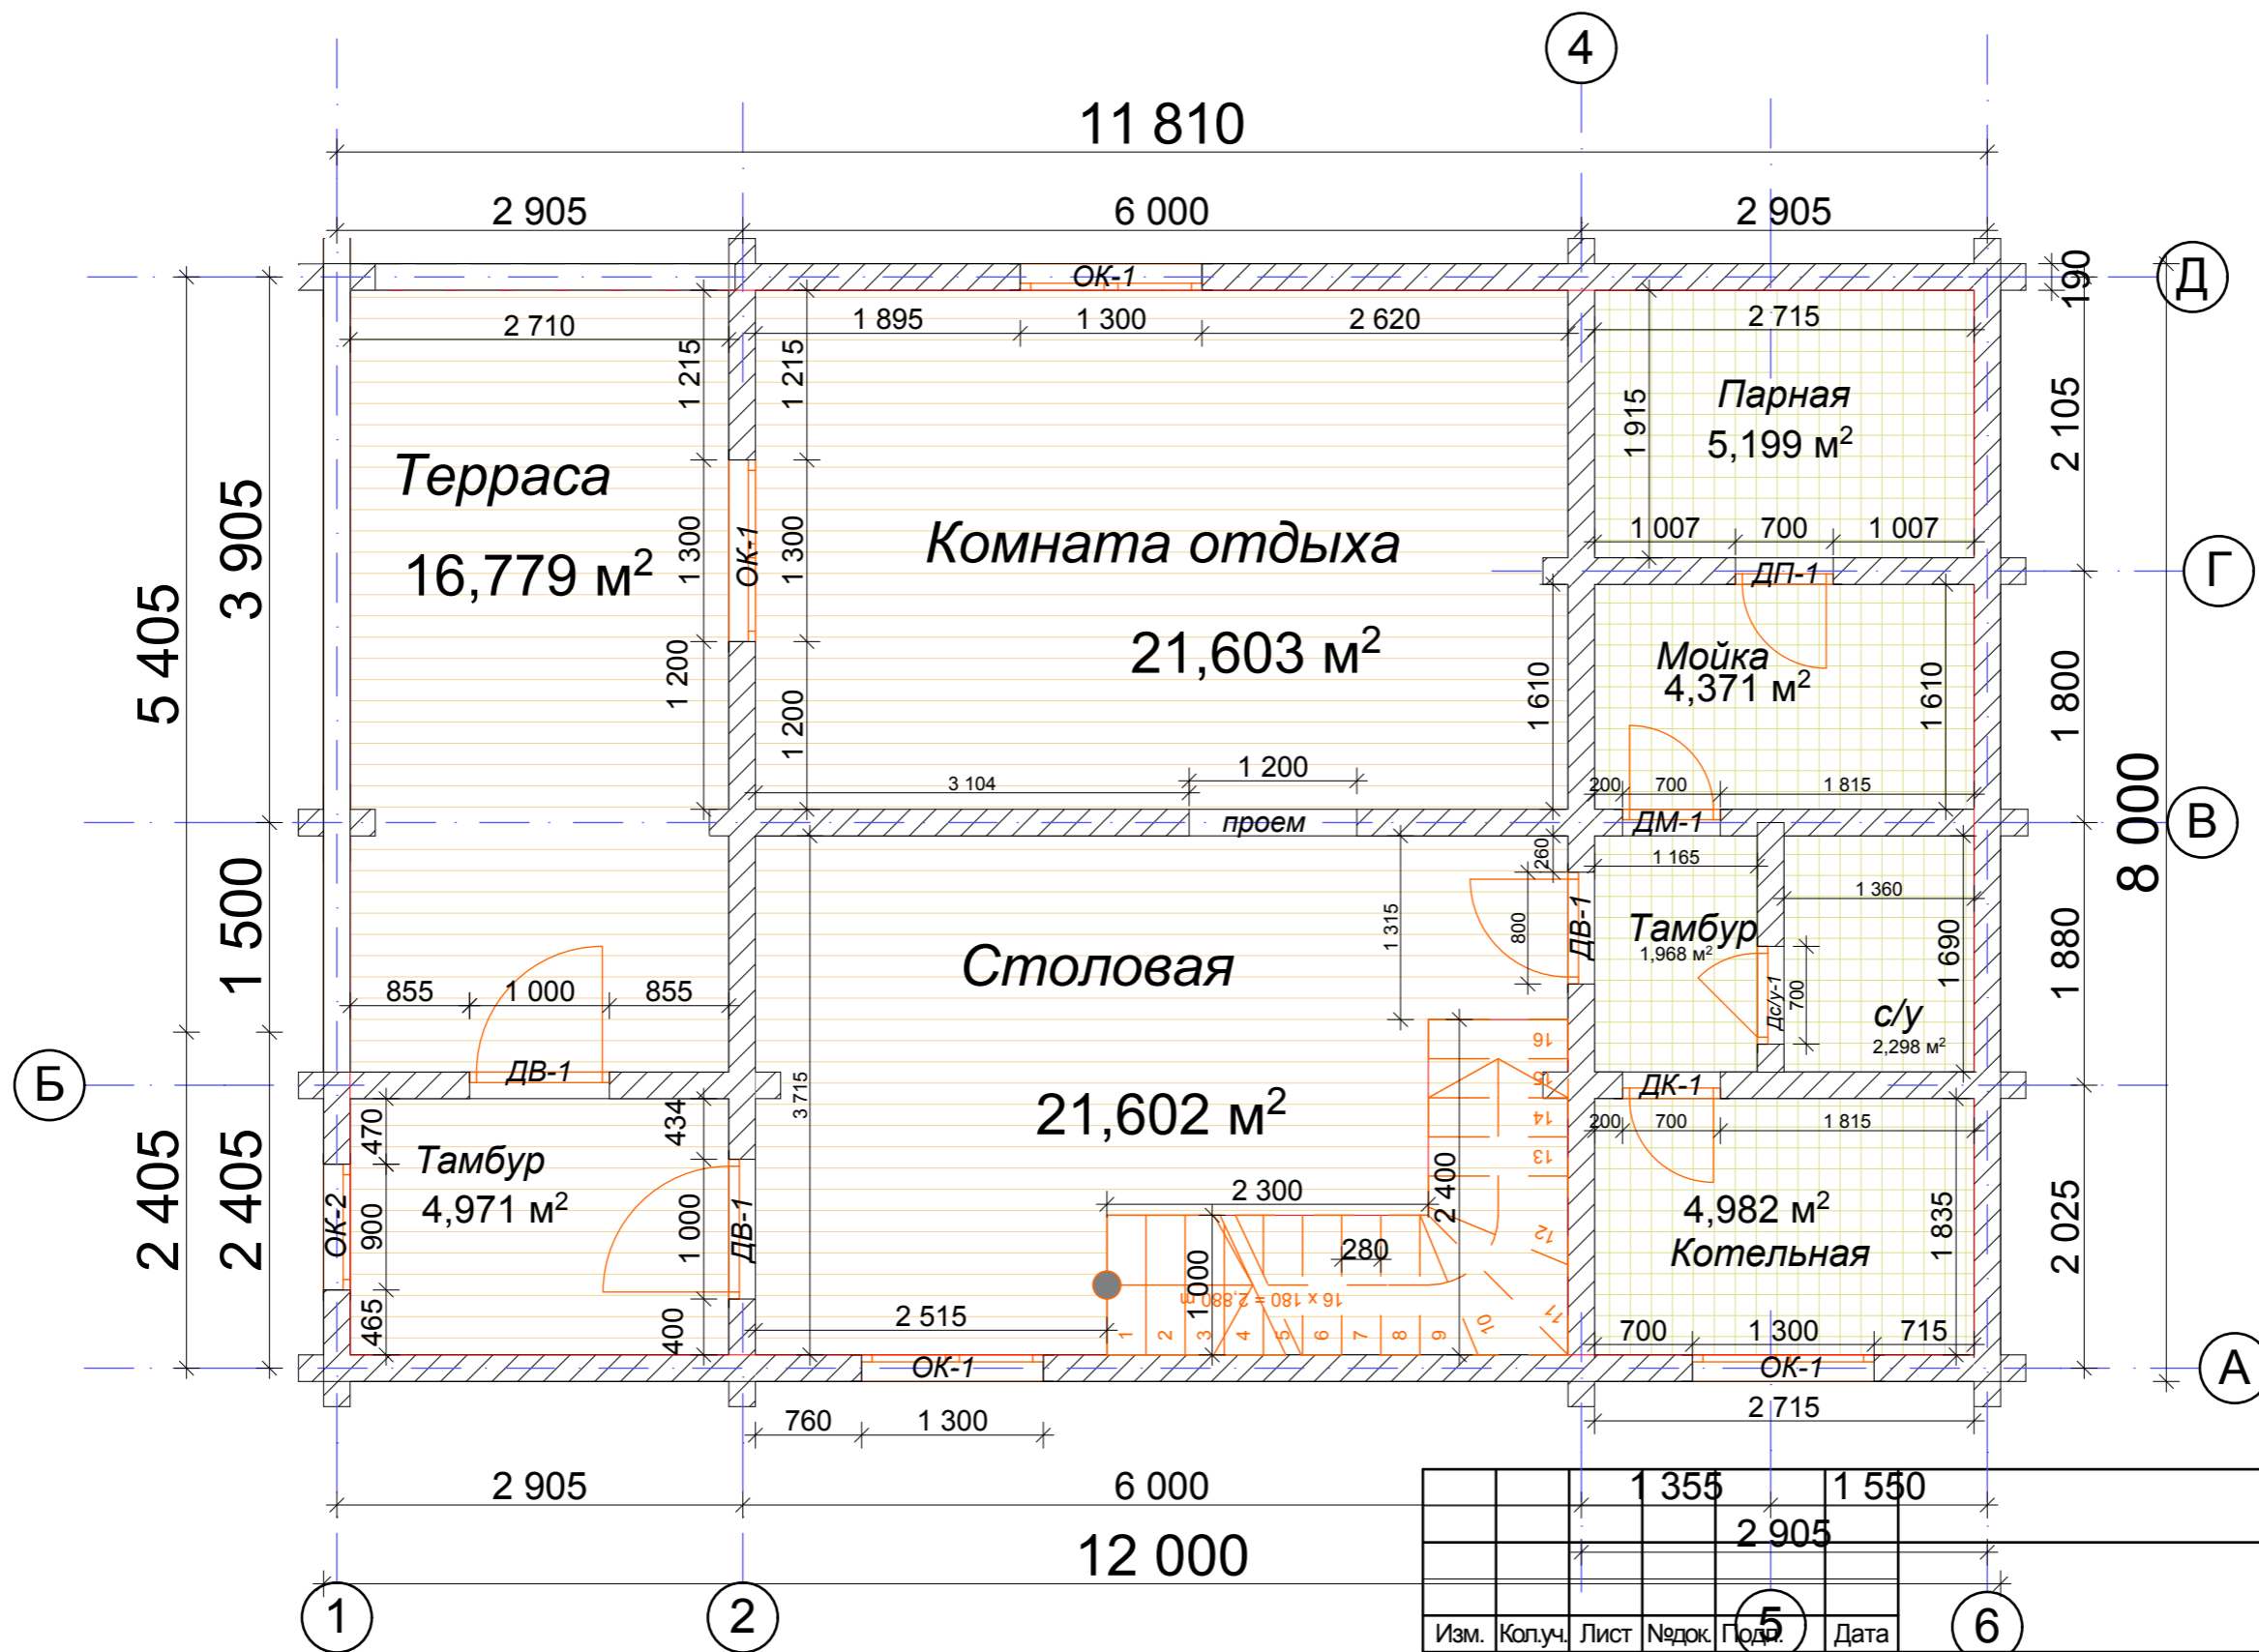 4
11 810
2 905
6 000
2 905
190
Д
ОК-1
2 710
1 895
1 300
2 620
2 715
1 215
1 215
1 915
Парная
5,199 м²
2 105
Терраса
16,779 м²
3 905
5 405
1 300
ОК-1
1 300
Комната отдыха
21,603 м²
1 007
700
1 007
ДП-1
Г
Мойка
4,371 м²
1 610
1 610
1 800
1 200
1 200
3 104
1 200
200
700
1 815
проем
ДМ-1
В
8 000
260
1 165
1 360
1 315
800
ДВ-1
Тамбур
1,968 м²
1 690
1 880
1 500
Столовая
855
1 000
855
Дс/у-1
700
с/у
2,298 м²
Б
ДВ-1
3 715
16
15
14
13
12
11
10
ДК-1
200
700
1 815
470
434
Тамбур
4,971 м²
21,602 м²
2 405
2 405
ОК-2
900
1 000
ДВ-1
2 300
2 400
280
1 000
16 x 180 = 2,880 m
4,982 м²
Котельная
1 835
2 025
465
400
2 515
1
2
3
4
5
6
7
8
9
700
1 300
715
ОК-1
ОК-1
А
760
1 300
2 715
2 905
6 000
1 355
1 550
2 905
12 000
1
2
5
6
Изм.
Кол.уч.
Лист
№док.
Подп.
Дата